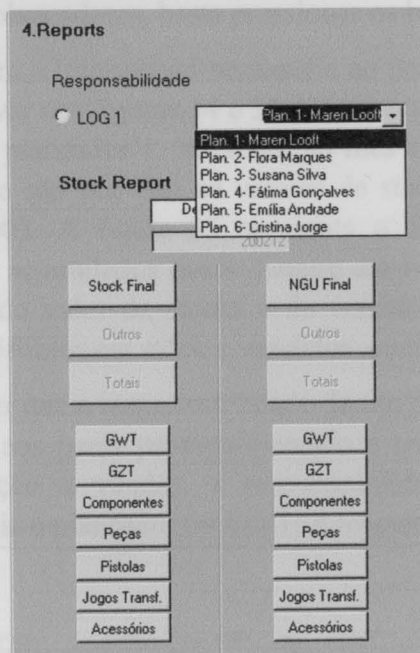 4.Reports
Responsabilidade
LOG 1
Plan. 1- Maren Looft
Plan. 1- Maren Looft
Plan. 2- Flora Marques
Plan. 3- Susana Silva
Plan. 4- Fátima Gonçalves
Plan. 5- Emília Andrade
Plan. 6- Cristina Jorge
Stock Report
De
200212
Stock Final NGU Final
Outros Outros
Totais Totais
GWT GWT
GZT GZT
Componentes Componentes
Peças Peças
Pistolas Pistolas
Jogos Transf. Jogos Transf.
Acessórios Acessórios